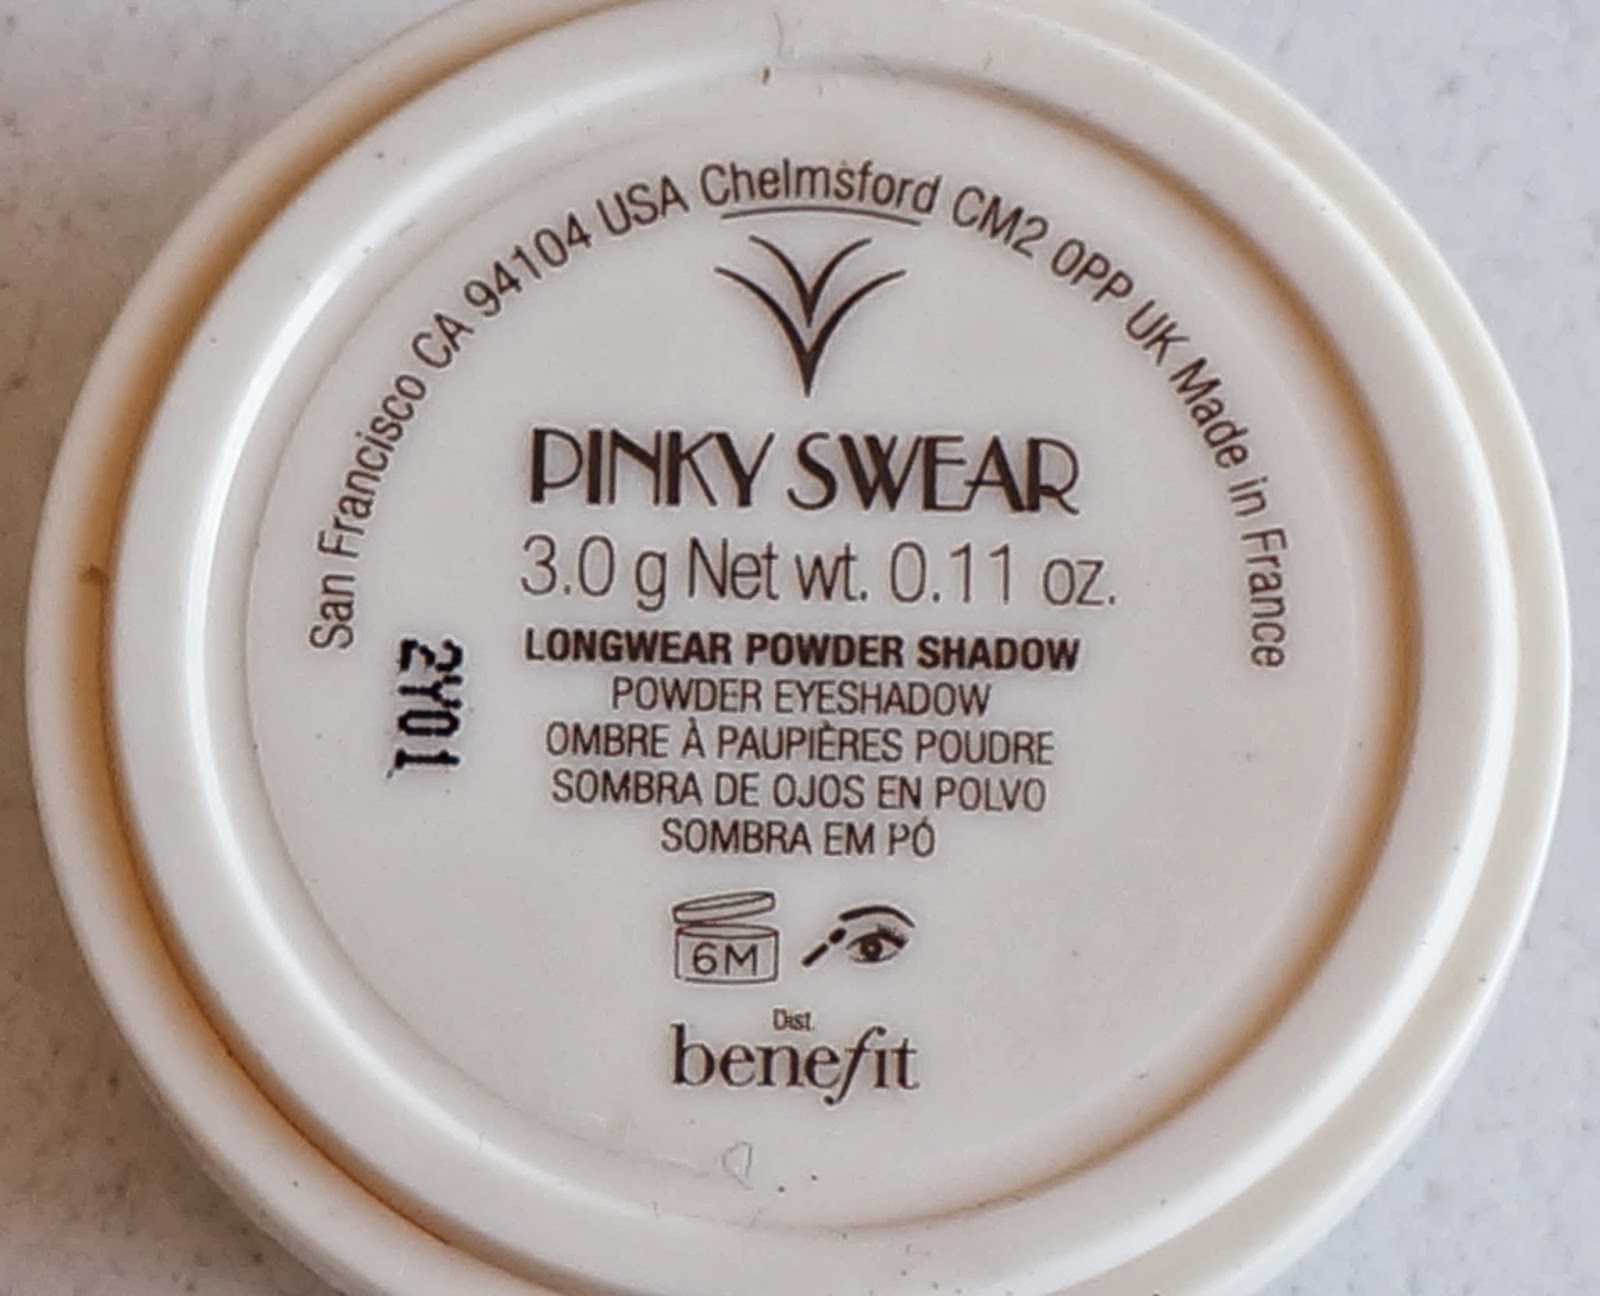 San Francisco CA 94104 USA Chelmsford CM2 0PP UK Made in France
PINKY SWEAR
3.0 g Net wt. 0.11 oz.
LONGWEAR POWDER SHADOW
POWDER EYESHADOW
OMBRE À PAUPIÈRES POUDRE
SOMBRA DE OJOS EN POLVO
SOMBRA EM PÓ
2Y01
6M
Dist.
benefit